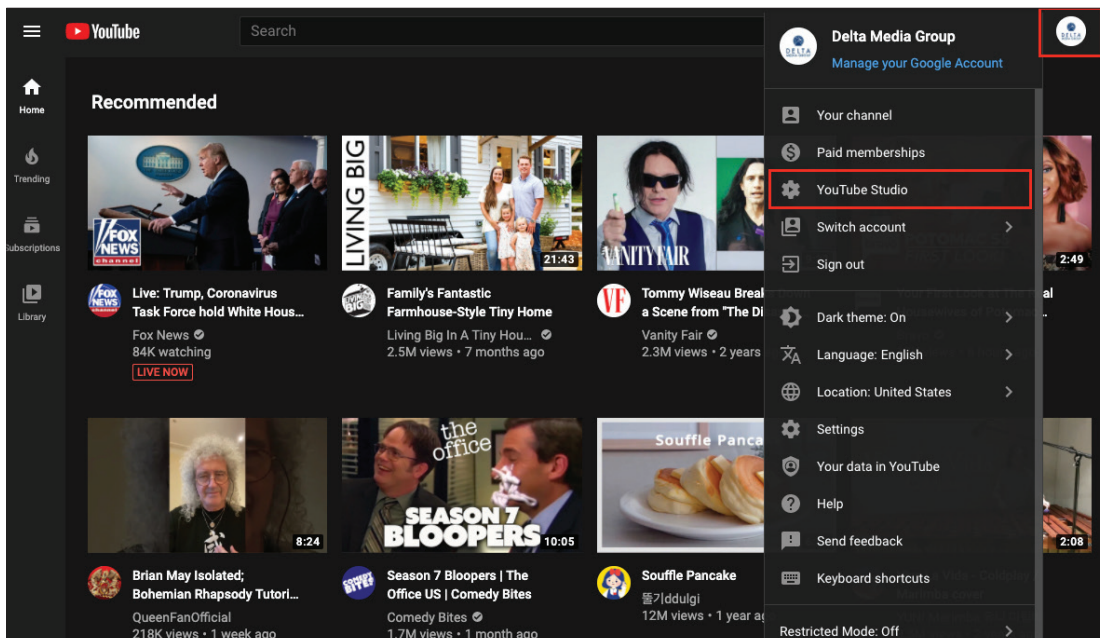 YouTube
Search
Delta Media Group
Manage your Google Account
DELTA
Home
Trending
Subscriptions
Library
Recommended
FOX
NEWS
channel
LIVING BIG
21:43
VANITY FAIR
2:49
FOX
NEWS
Live: Trump, Coronavirus
Task Force hold White Hous...
Fox News
84K watching
LIVE NOW
LIVING
BIG
Family's Fantastic
Farmhouse-Style Tiny Home
Living Big In A Tiny Hou...
2.5M views • 7 months ago
VF
Tommy Wiseau Break
a Scene from "The Di
Vanity Fair
2.3M views • 2 years
8:24
the
office
SEASON 7
BLOOPERS
10:05
Souffle Panca
2:08
Brian May Isolated;
Bohemian Rhapsody Tutori...
QueenFanOfficial
218K views • 1 week ago
COMEDY
BITES
Season 7 Bloopers | The
Office US | Comedy Bites
Comedy Bites
1.7M views • 1 month ago
Souffle Pancake
뚤기ddulgi
12M views • 1 year ag
Your channel
Paid memberships
YouTube Studio
Switch account
Sign out
Dark theme: On
Language: English
Location: United States
Settings
Your data in YouTube
Help
Send feedback
Keyboard shortcuts
Restricted Mode: Off